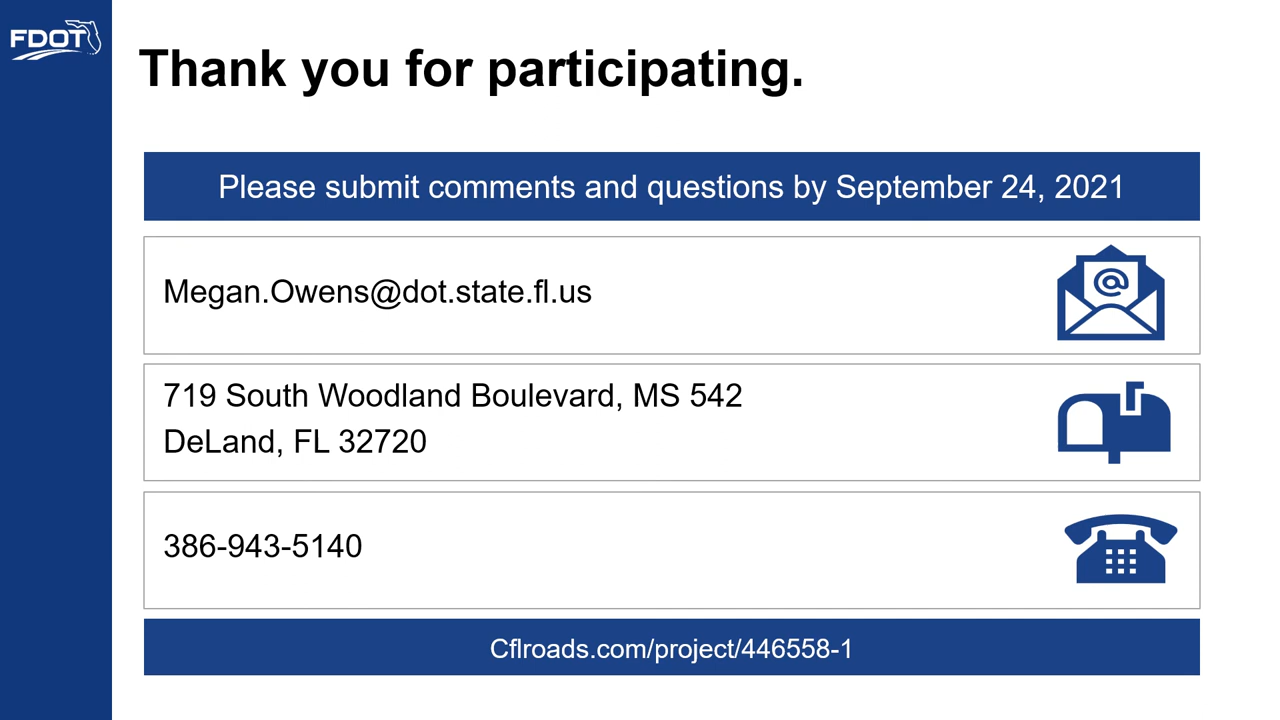 FDOT
Thank you for participating.
Please submit comments and questions by September 24, 2021
Megan.Owens@dot.state.fl.us
@
719 South Woodland Boulevard, MS 542
DeLand, FL 32720
386-943-5140
Cflroads.com/project/446558-1